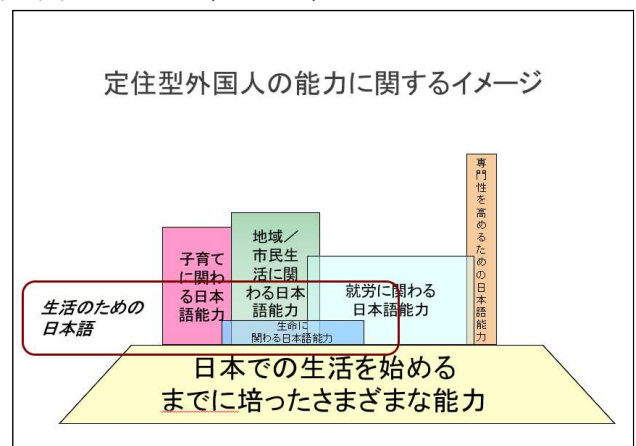 定住型外国人の能力に関するイメージ
専門性を高めるための日本語能力
地域／
市民生
活に関
わる日本
語能力
子育て
に関わ
る日本
語能力
就労に関わる
日本語能力
生活のための
日本語
生命に
関わる日本語能力
日本での生活を始める
までに培ったさまざまな能力